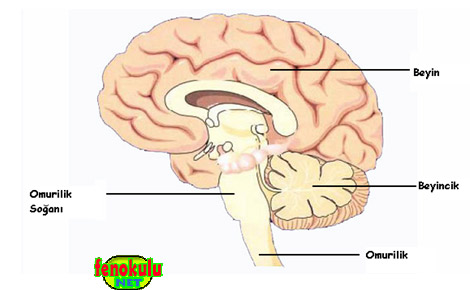 Beyin
Beyincik
Omurilik
Soğanı
Omurilik
fenokulu
NET